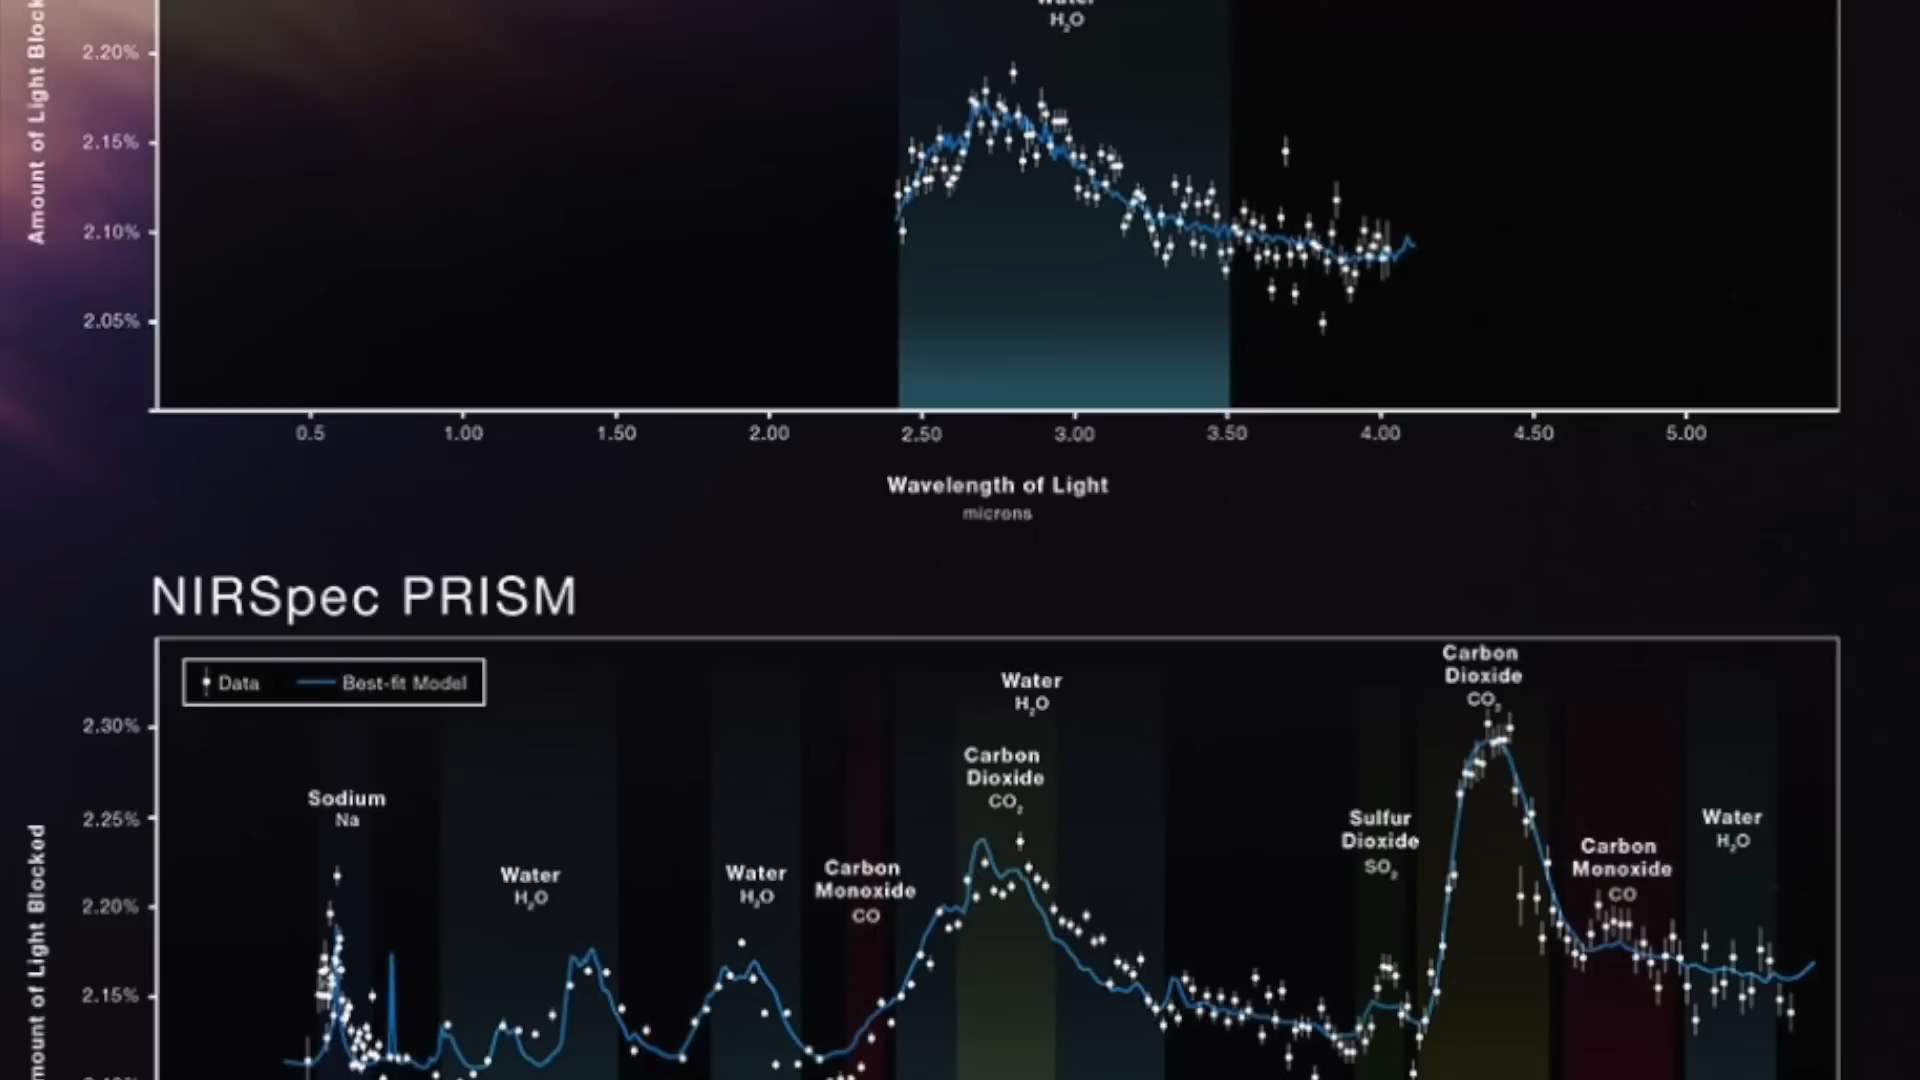 H₂O
2.20%
2.15%
2.10%
2.05%
0.5 1.00 1.50 2.00 2.50 3.00 3.50 4.00 4.50 5.00
Wavelength of Light
microns
Amount of Light
NIRSpec PRISM
Data Best-fit Model
Carbon
Dioxide
CO₂
Water
H₂O
Carbon
Dioxide
CO₂
Sodium
Na
Water
H₂O
Water
H₂O
Carbon
Monoxide
CO
Sulfur
Dioxide
SO₂
Carbon
Monoxide
CO
Water
H₂O
2.30%
2.25%
2.20%
2.15%
of Light Blocked